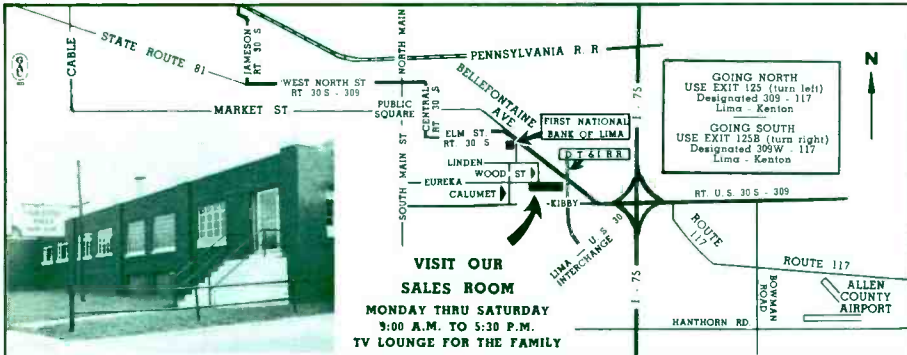 CABLE
STATE ROUTE 81
JAMESON
RT 30 S
WEST NORTH ST
RT 30S - 309
MARKET ST
PUBLIC
SQUARE
NORTH MAIN
SOUTH MAIN ST
CENTRAL
RT 30 S
PENNSYLVANIA R. R
BELLEFONTAINE
AVE
ELM ST.
RT. 30 S
FIRST NATIONAL
BANK OF LIMA
D T & I RR
LINDEN
WOOD ST
EUREKA
CALUMET
-KIBBY
30
LIMA - U S
INTERCHANGE
I - 75
I - 75
N
GOING NORTH
USE EXIT 125 (turn left)
Designated 309 - 117
Lima - Kenton
GOING SOUTH
USE EXIT 125B (turn right)
Designated 309W - 117
Lima - Kenton
RT. U.S. 30S - 309
ROUTE
117
ROUTE 117
BOWMAN
ROAD
ALLEN
COUNTY
AIRPORT
HANTHORN RD
VISIT OUR
SALES ROOM
MONDAY THRU SATURDAY
9:00 A.M. TO 5:30 P.M.
TV LOUNGE FOR THE FAMILY